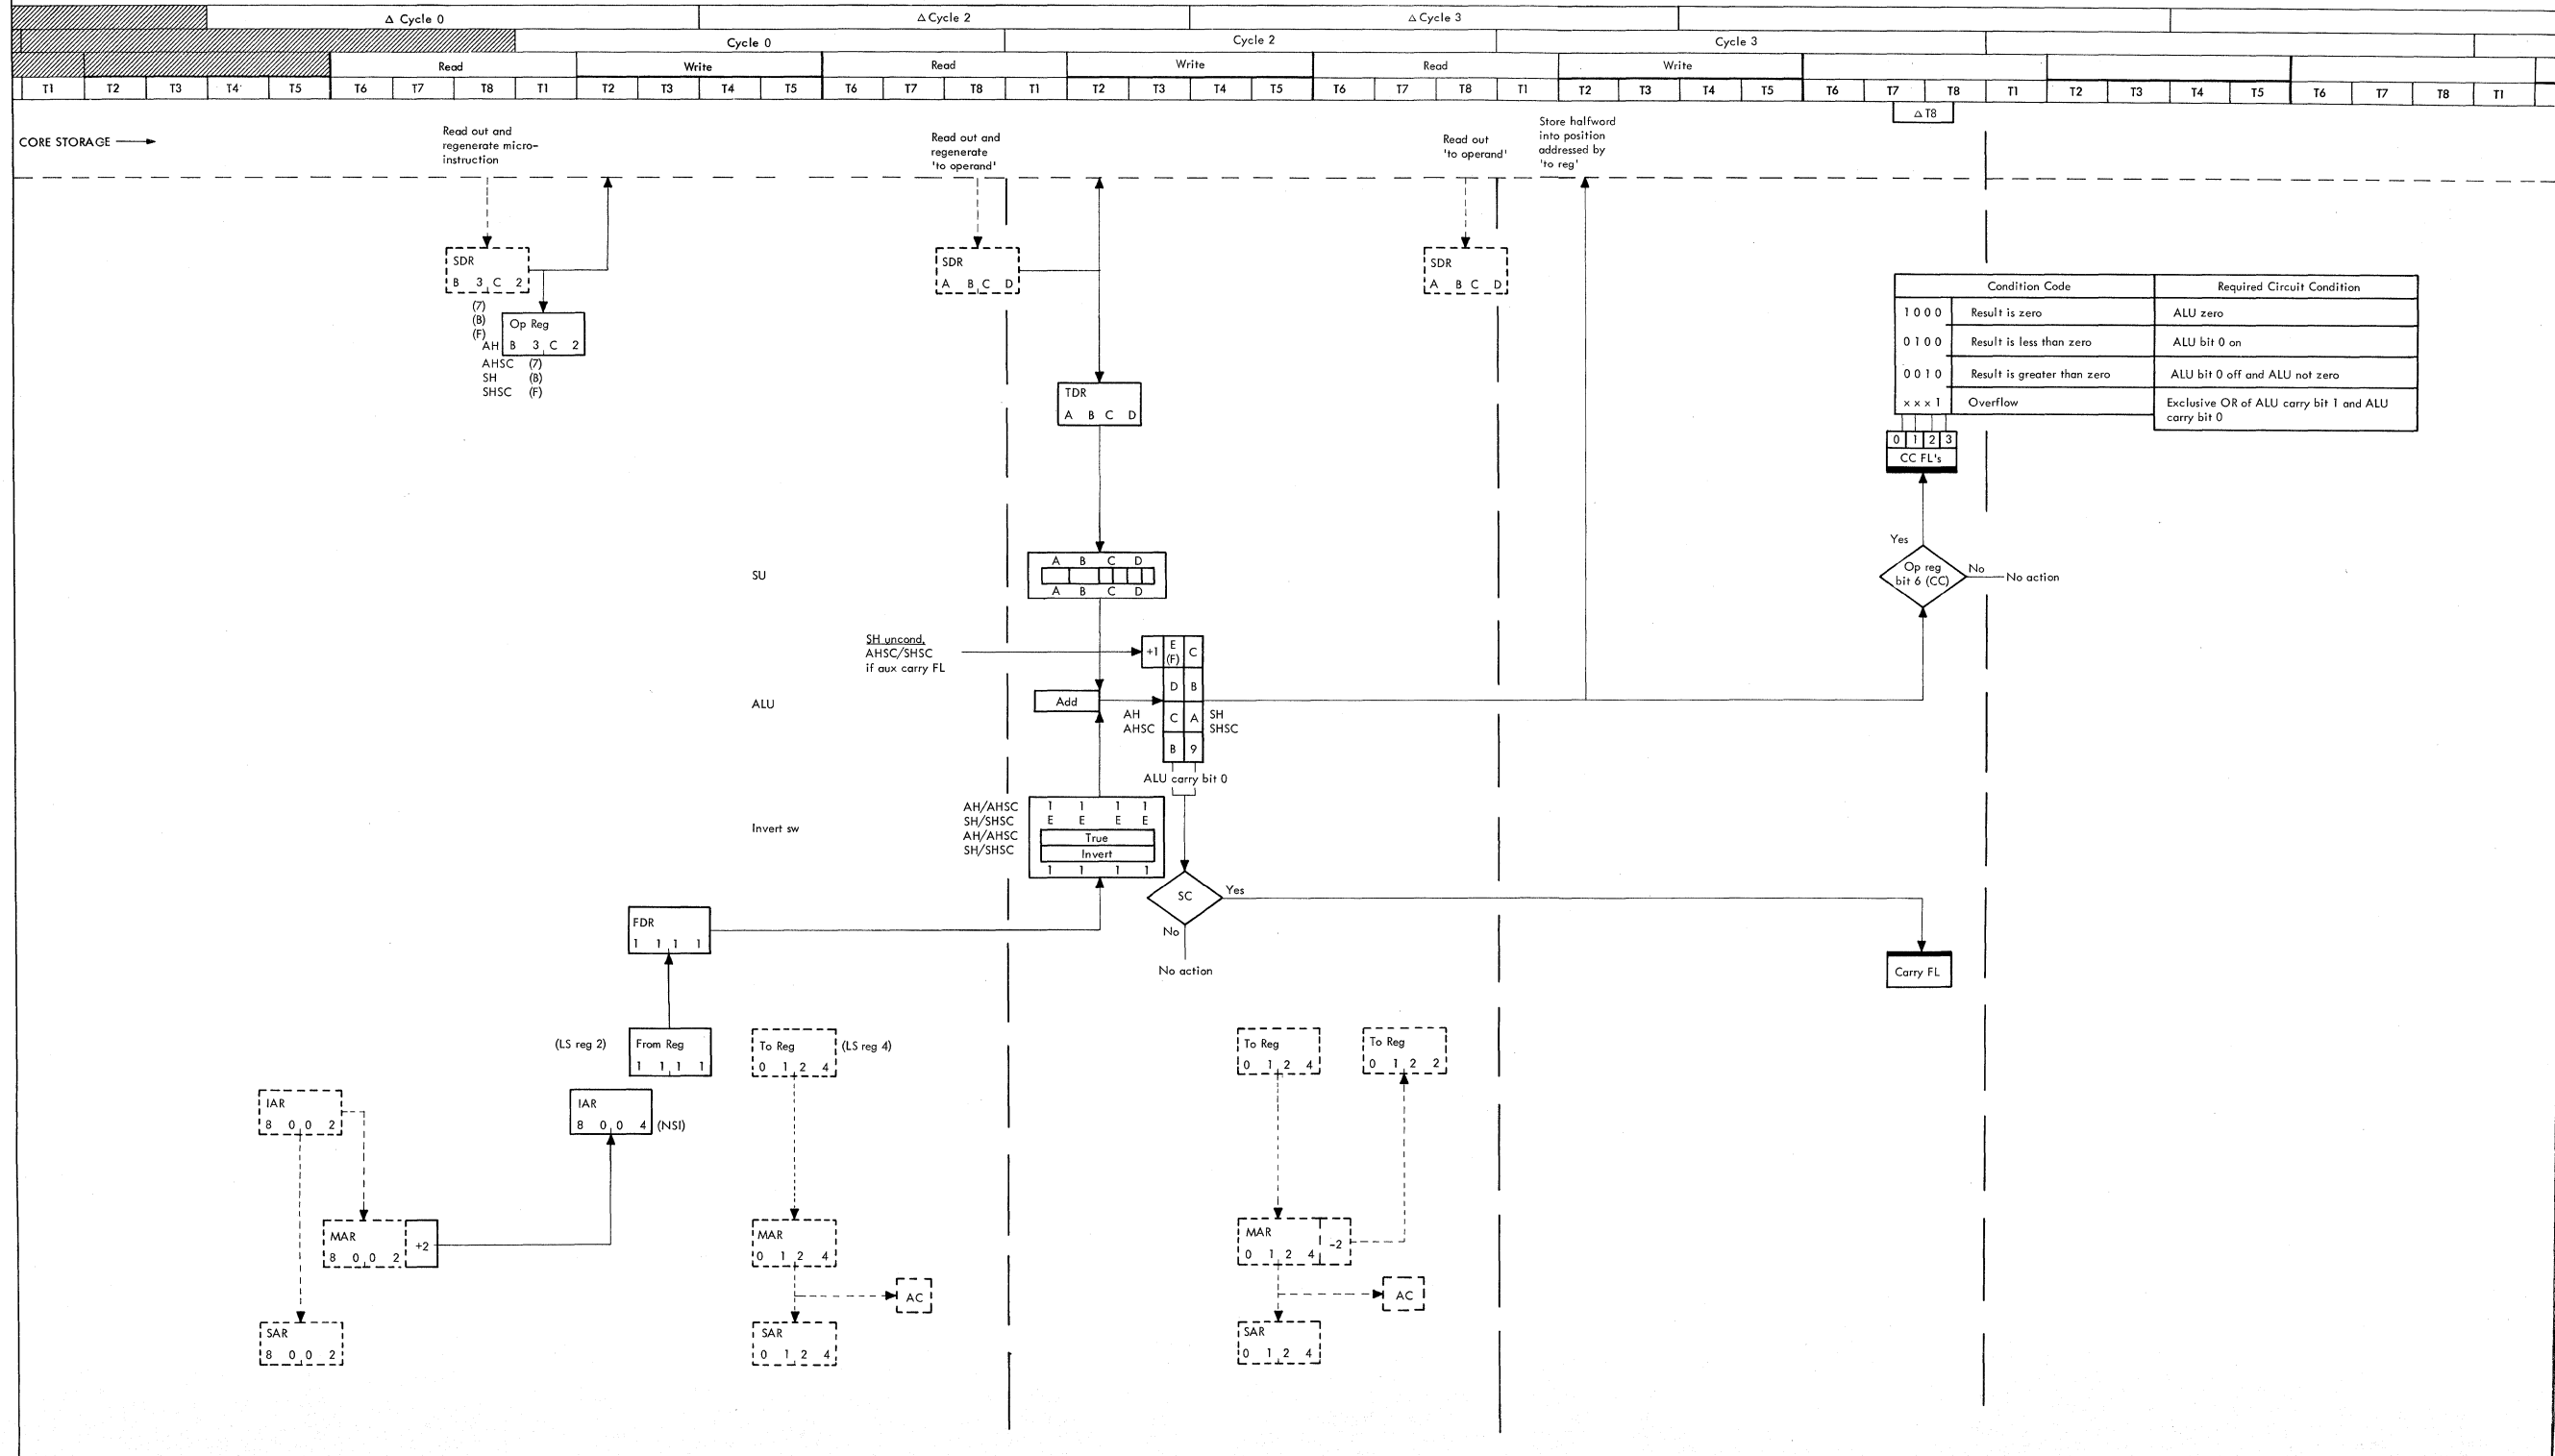 Δ Cycle 0 Δ Cycle 2 Δ Cycle 3
Cycle 0 Cycle 2 Cycle 3
Read Write Read Write Read Write
T1 T2 T3 T4 T5 T6 T7 T8 T1 T2 T3 T4 T5 T6 T7 T8 T1 T2 T3 T4 T5 T6 T7 T8 T1 T2 T3 T4 T5 T6 T7 T8 T1 T2 T3 T4 T5 T6 T7 T8 T1
Δ T8
CORE STORAGE
Read out and
regenerate micro-
instruction
Read out and
regenerate
'to operand'
Read out
'to operand'
Store halfword
into position
addressed by
'to reg'
SDR
B 3 C 2
(7)
(B)
(F)
Op Reg
AH B 3 C 2
AHSC (7)
SH (B)
SHSC (F)
SDR
A B C D
SDR
A B C D
TDR
A B C D
Condition Code Required Circuit Condition
1 0 0 0 Result is zero ALU zero
0 1 0 0 Result is less than zero ALU bit 0 on
0 0 1 0 Result is greater than zero ALU bit 0 off and ALU not zero
x x x 1 Overflow Exclusive OR of ALU carry bit 1 and ALU
carry bit 0
0 1 2 3
CC FL's
Yes
Op reg
bit 6 (CC)
No
No action
SU
A B C D
A B C D
SH uncond,
AHSC/SHSC
if aux carry FL
+1 E (F) C
D B
C A
B 9
ALU
Add
AH
AHSC
SH
SHSC
ALU carry bit 0
Invert sw
AH/AHSC 1 1 1 1
SH/SHSC E E E E
AH/AHSC True
SH/SHSC Invert
1 1 1 1
SC
Yes
No
No action
Carry FL
FDR
1 1 1 1
(LS reg 2)
From Reg
1 1 1 1
To Reg
0 1 2 4
(LS reg 4)
To Reg
0 1 2 4
To Reg
0 1 2 2
IAR
8 0 0 2
IAR
8 0 0 4 (NSI)
MAR
8 0 0 2
+2
MAR
0 1 2 4
MAR
0 1 2 4
-2
AC
AC
SAR
8 0 0 2
SAR
0 1 2 4
SAR
0 1 2 4